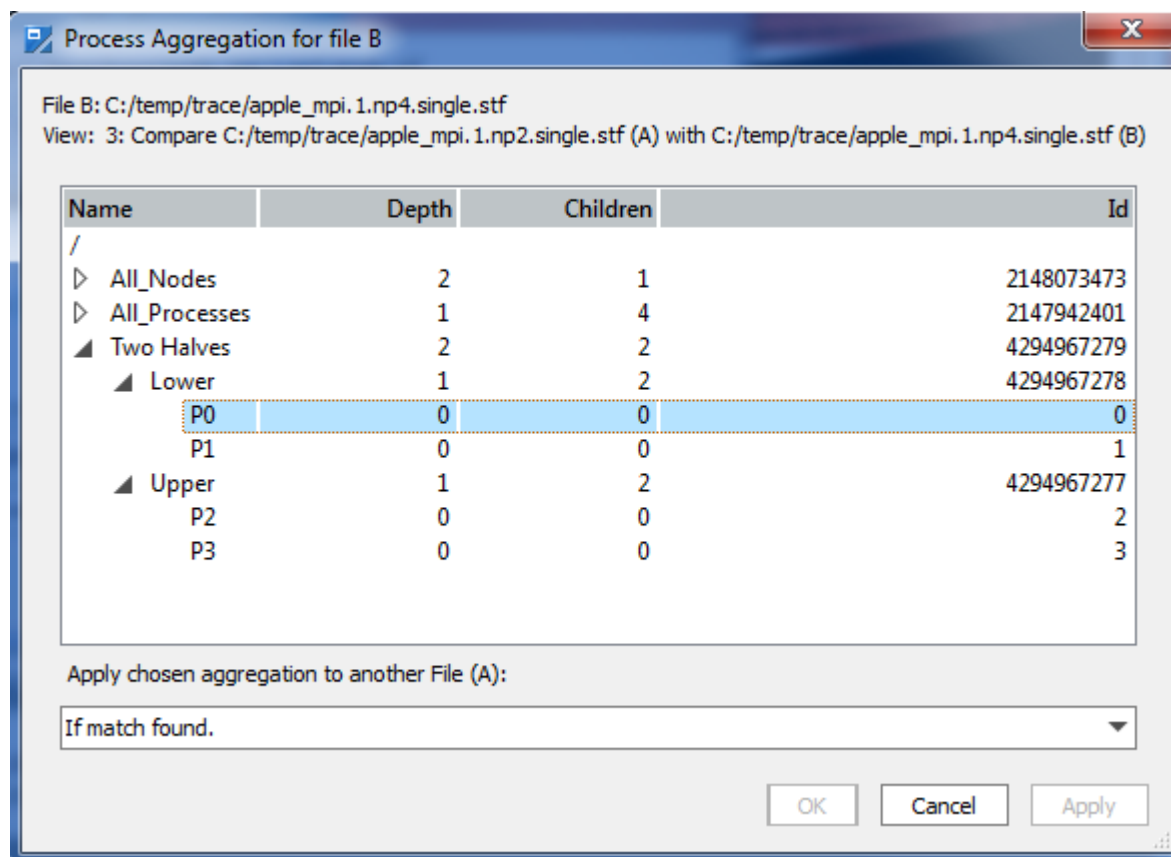 Process Aggregation for file B
File B: C:/temp/trace/apple_mpi.1.np4.single.stf
View: 3: Compare C:/temp/trace/apple_mpi.1.np2.single.stf (A) with C:/temp/trace/apple_mpi.1.np4.single.stf (B)
Name Depth Children Id
/
All_Nodes 2 1 2148073473
All_Processes 1 4 2147942401
Two Halves 2 2 4294967279
Lower 1 2 4294967278
P0 0 0 0
P1 0 0 1
Upper 1 2 4294967277
P2 0 0 2
P3 0 0 3
Apply chosen aggregation to another File (A):
If match found.
OK Cancel Apply